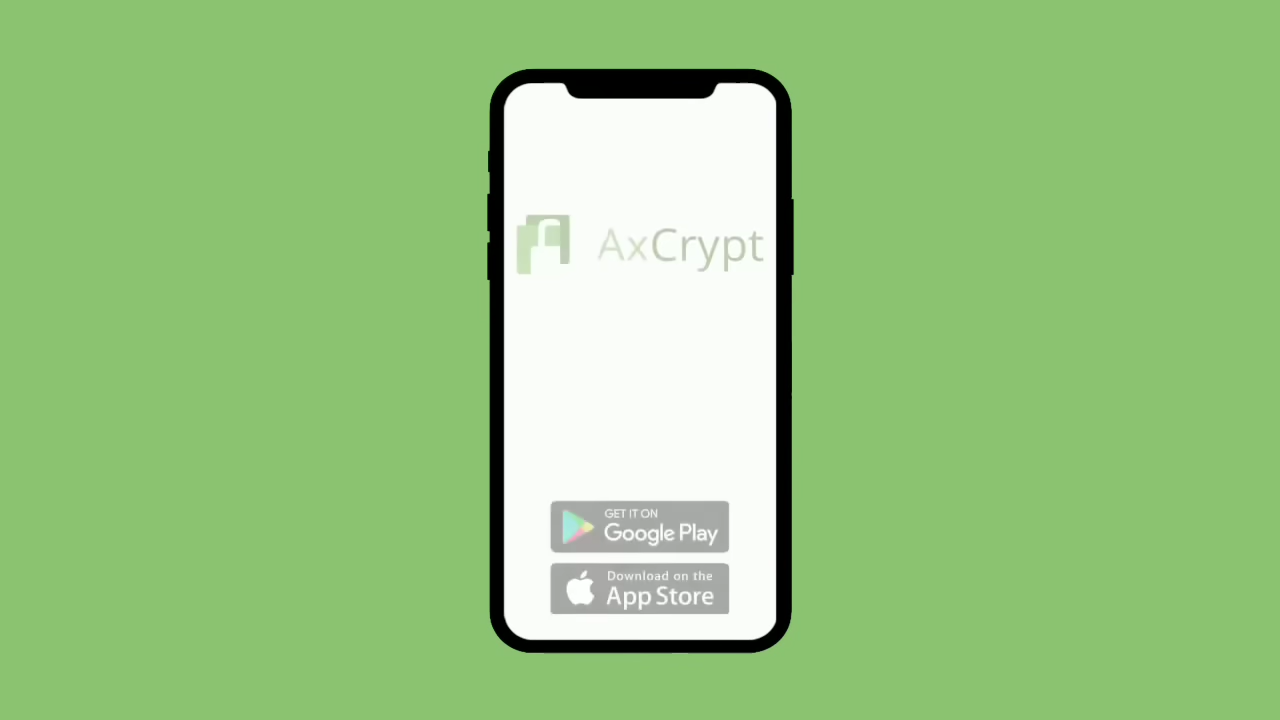 AxCrypt
GET IT ON
Google Play
Download on the
App Store